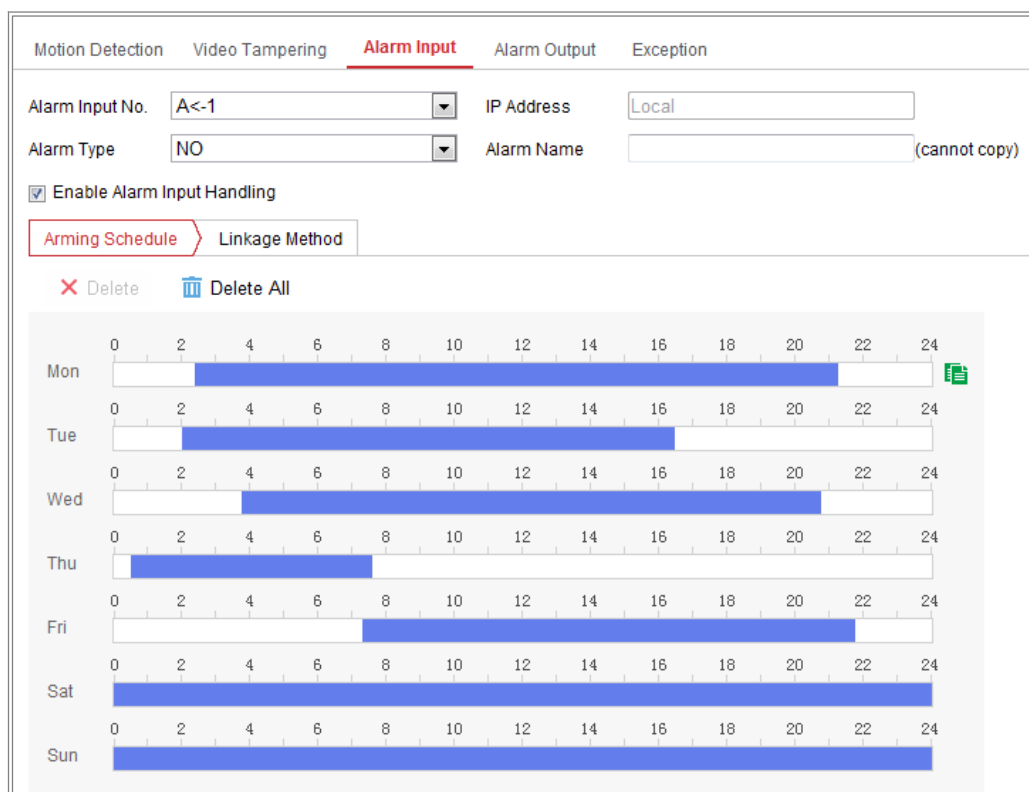 Motion Detection Video Tampering Alarm Input Alarm Output Exception
Alarm Input No. A<-1 IP Address Local
Alarm Type NO Alarm Name (cannot copy)
Enable Alarm Input Handling
Arming Schedule Linkage Method
Delete Delete All
0 2 4 6 8 10 12 14 16 18 20 22 24
Mon
0 2 4 6 8 10 12 14 16 18 20 22 24
Tue
0 2 4 6 8 10 12 14 16 18 20 22 24
Wed
0 2 4 6 8 10 12 14 16 18 20 22 24
Thu
0 2 4 6 8 10 12 14 16 18 20 22 24
Fri
0 2 4 6 8 10 12 14 16 18 20 22 24
Sat
0 2 4 6 8 10 12 14 16 18 20 22 24
Sun